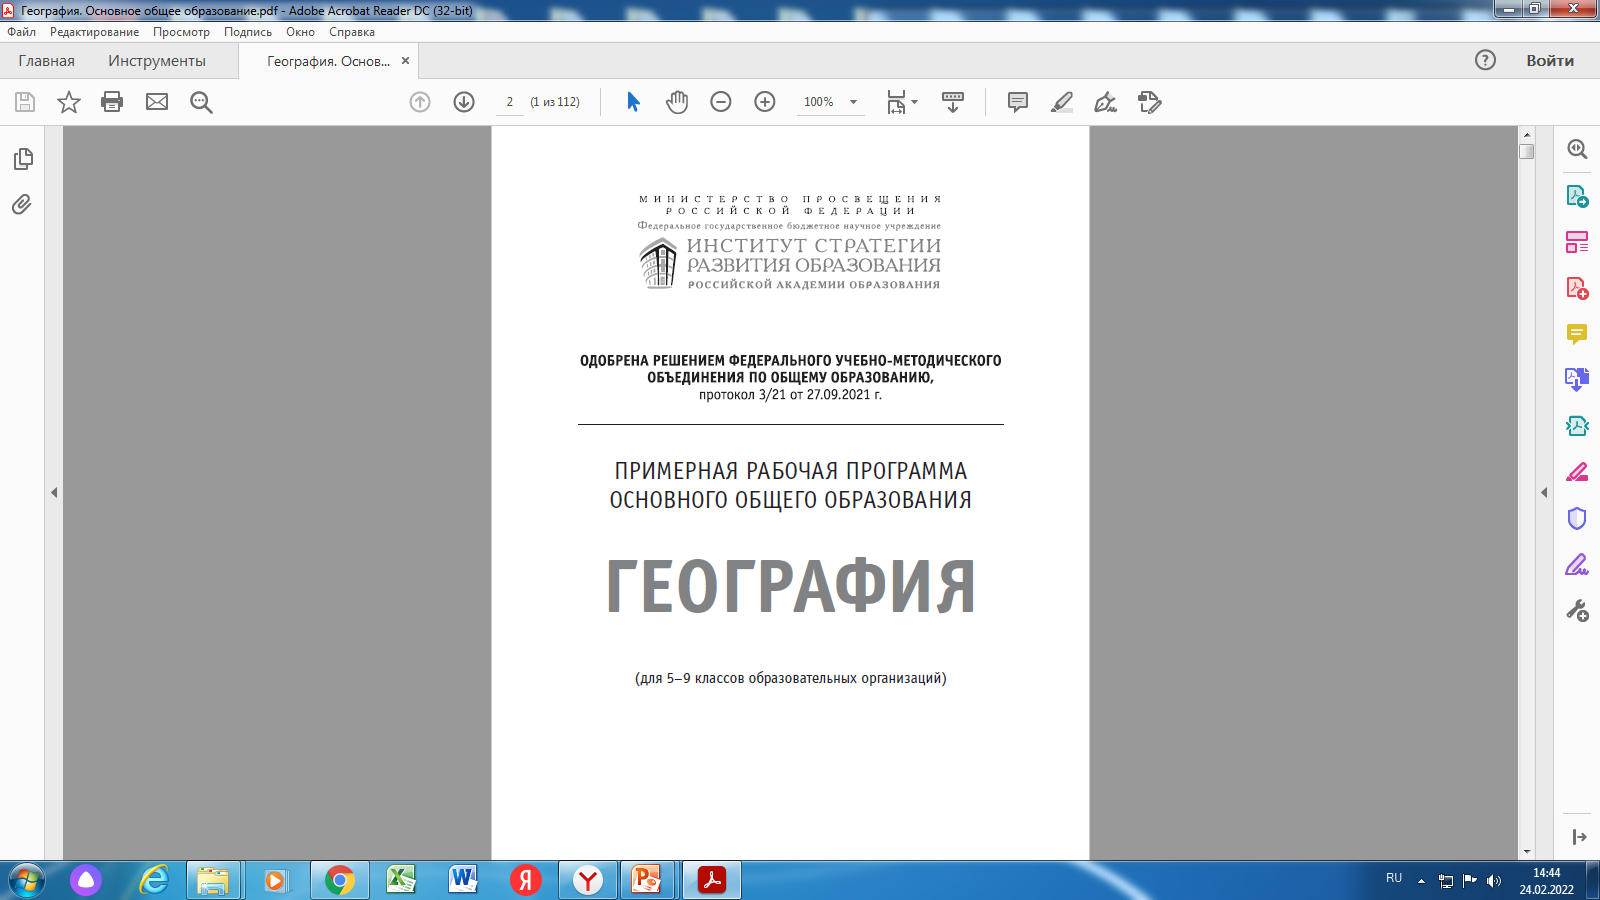 География. Основное общее образование.pdf - Adobe Acrobat Reader DC (32-bit)
Файл Редактирование Просмотр Подпись Окно Справка
Главная Инструменты География. Основ... × ? Войти
2 (1 из 112) 100%
МИНИСТЕРСТВО ПРОСВЕЩЕНИЯ
РОССИЙСКОЙ ФЕДЕРАЦИИ
Федеральное государственное бюджетное научное учреждение
ИНСТИТУТ СТРАТЕГИИ
РАЗВИТИЯ ОБРАЗОВАНИЯ
РОССИЙСКОЙ АКАДЕМИИ ОБРАЗОВАНИЯ
ОДОБРЕНА РЕШЕНИЕМ ФЕДЕРАЛЬНОГО УЧЕБНО-МЕТОДИЧЕСКОГО
ОБЪЕДИНЕНИЯ ПО ОБЩЕМУ ОБРАЗОВАНИЮ,
протокол 3/21 от 27.09.2021 г.
ПРИМЕРНАЯ РАБОЧАЯ ПРОГРАММА
ОСНОВНОГО ОБЩЕГО ОБРАЗОВАНИЯ
ГЕОГРАФИЯ
(для 5–9 классов образовательных организаций)
RU 14:44
24.02.2022